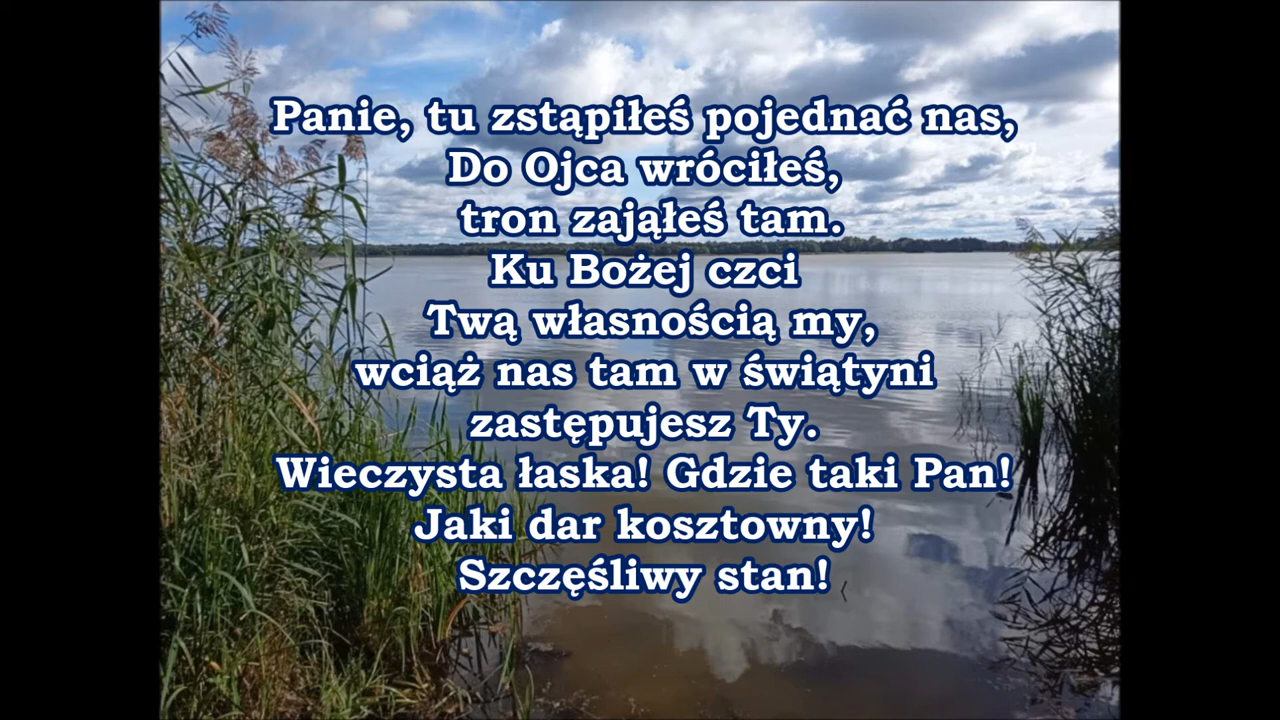 Panie, tu zstąpiłeś pojednać nas,
Do Ojca wróciłeś,
tron zająłeś tam.
Ku Bożej czci
Twą własnością my,
wciąż nas tam w świątyni
zastępujesz Ty.
Wieczysta łaska! Gdzie taki Pan!
Jaki dar kosztowny!
Szczęśliwy stan!